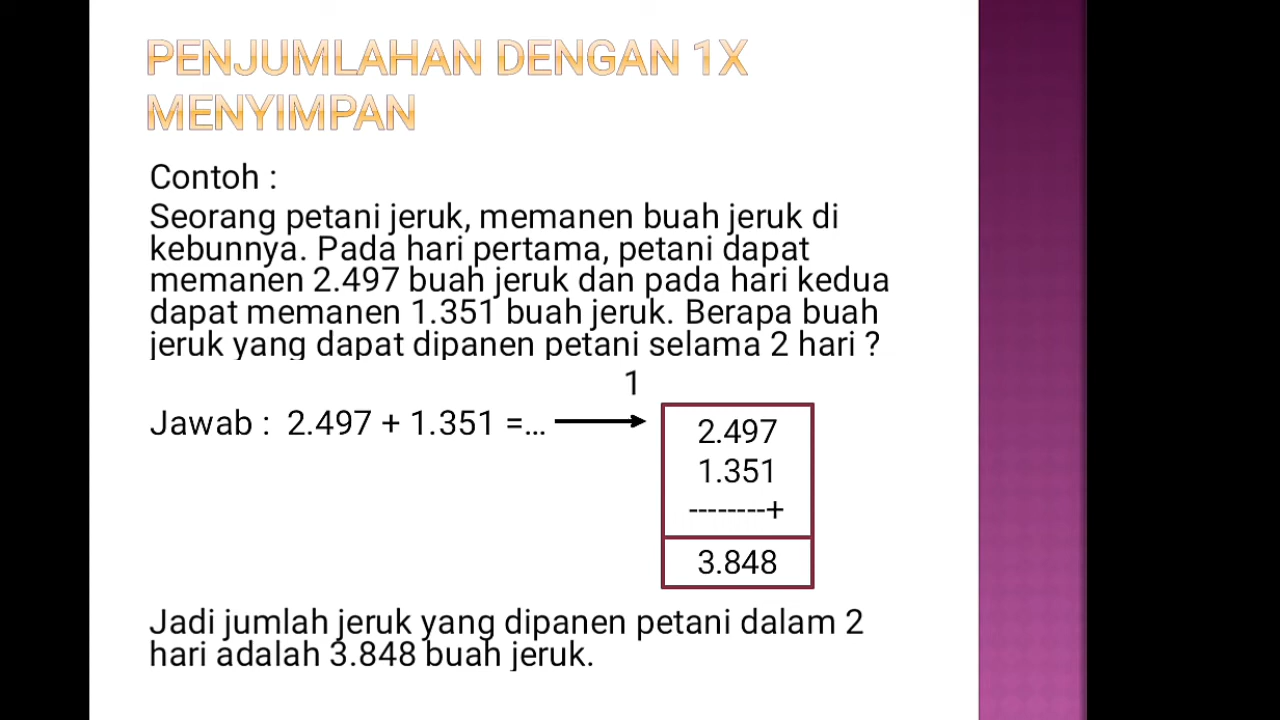 PENJUMLAHAN DENGAN 1X
MENYIMPAN
Contoh :
Seorang petani jeruk, memanen buah jeruk di
kebunnya. Pada hari pertama, petani dapat
memanen 2.497 buah jeruk dan pada hari kedua
dapat memanen 1.351 buah jeruk. Berapa buah
jeruk yang dapat dipanen petani selama 2 hari ?
1
Jawab : 2.497 + 1.351 =...
2.497
1.351
--------+
3.848
Jadi jumlah jeruk yang dipanen petani dalam 2
hari adalah 3.848 buah jeruk.